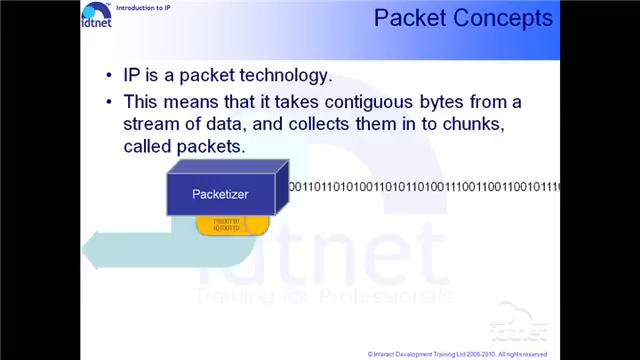 idtnet
Introduction to IP
Packet Concepts
• IP is a packet technology.
• This means that it takes contiguous bytes from a
stream of data, and collects them in to chunks,
called packets.
Packetizer
idtnet
Training for Professionals
idtnet
© Interact Development Training Ltd 2008-2010. All rights reserved